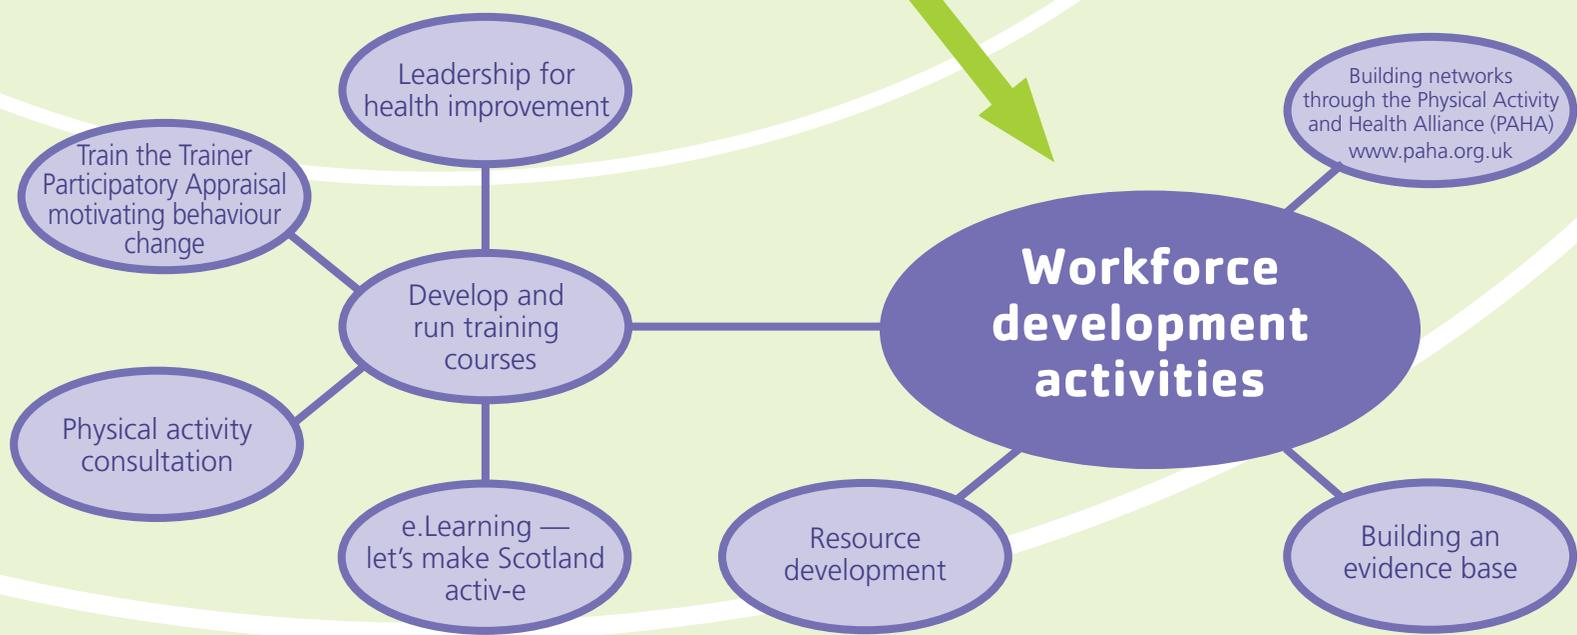 Leadership for
health improvement
Building networks
through the Physical Activity
and Health Alliance (PAHA)
www.paha.org.uk
Train the Trainer
Participatory Appraisal
motivating behaviour
change
Develop and
run training
courses
Workforce
development
activities
Physical activity
consultation
e.Learning —
let's make Scotland
activ-e
Resource
development
Building an
evidence base